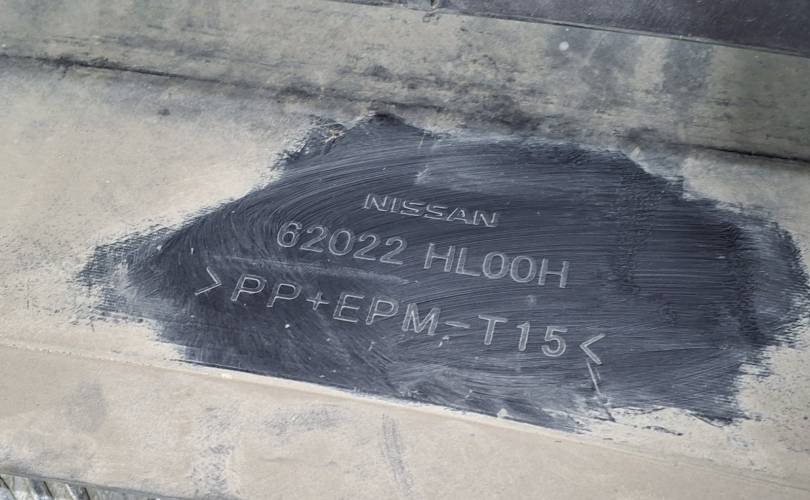 NISSAN
62022 HL00H
>PP+EPM-T15<